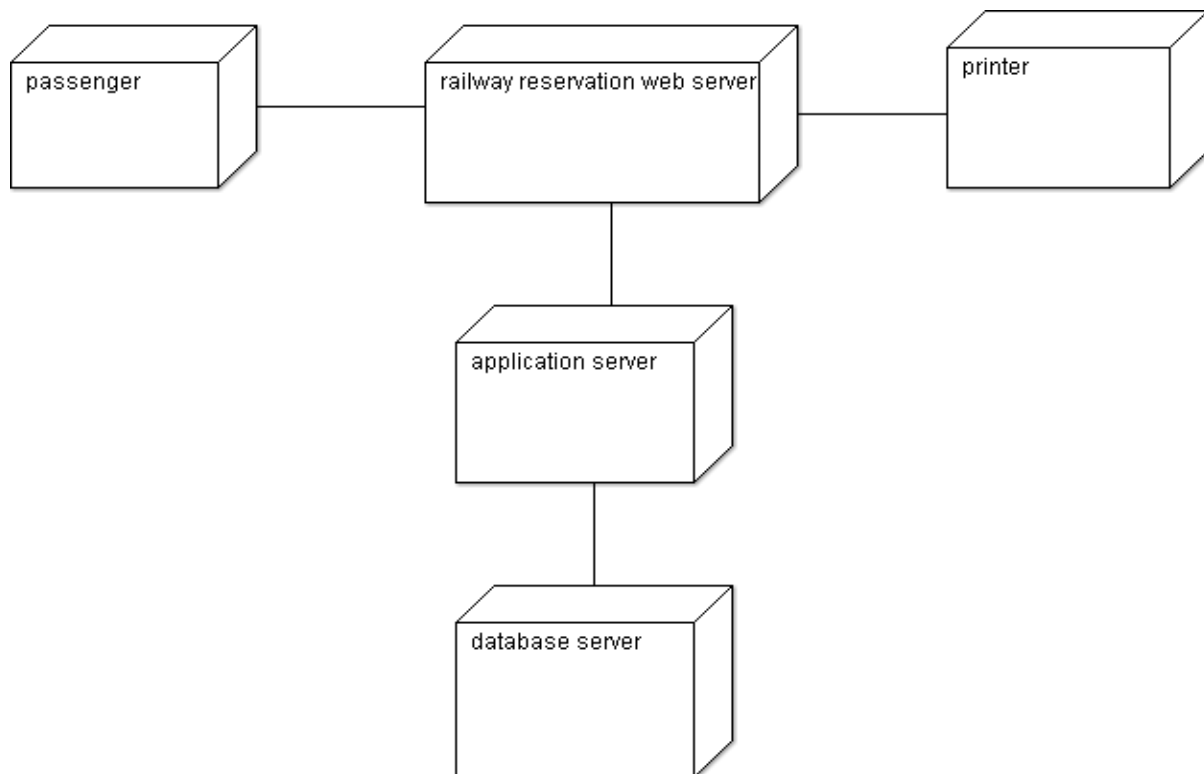 passenger
railway reservation web server
printer
application server
database server